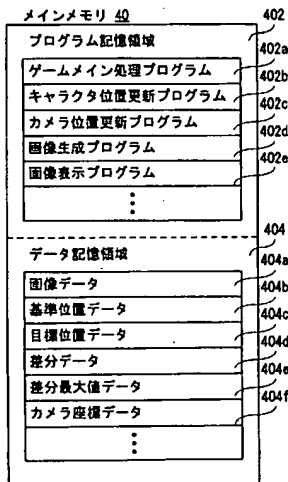 メインメモリ 40
プログラム記憶領域 402
ゲームメイン処理プログラム 402a
キャラクタ位置更新プログラム 402b
カメラ位置更新プログラム 402c
画像生成プログラム 402d
画像表示プログラム 402e
データ記憶領域 404
画像データ 404a
基準位置データ 404b
目標位置データ 404c
差分データ 404d
差分最大値データ 404e
カメラ座標データ 404f